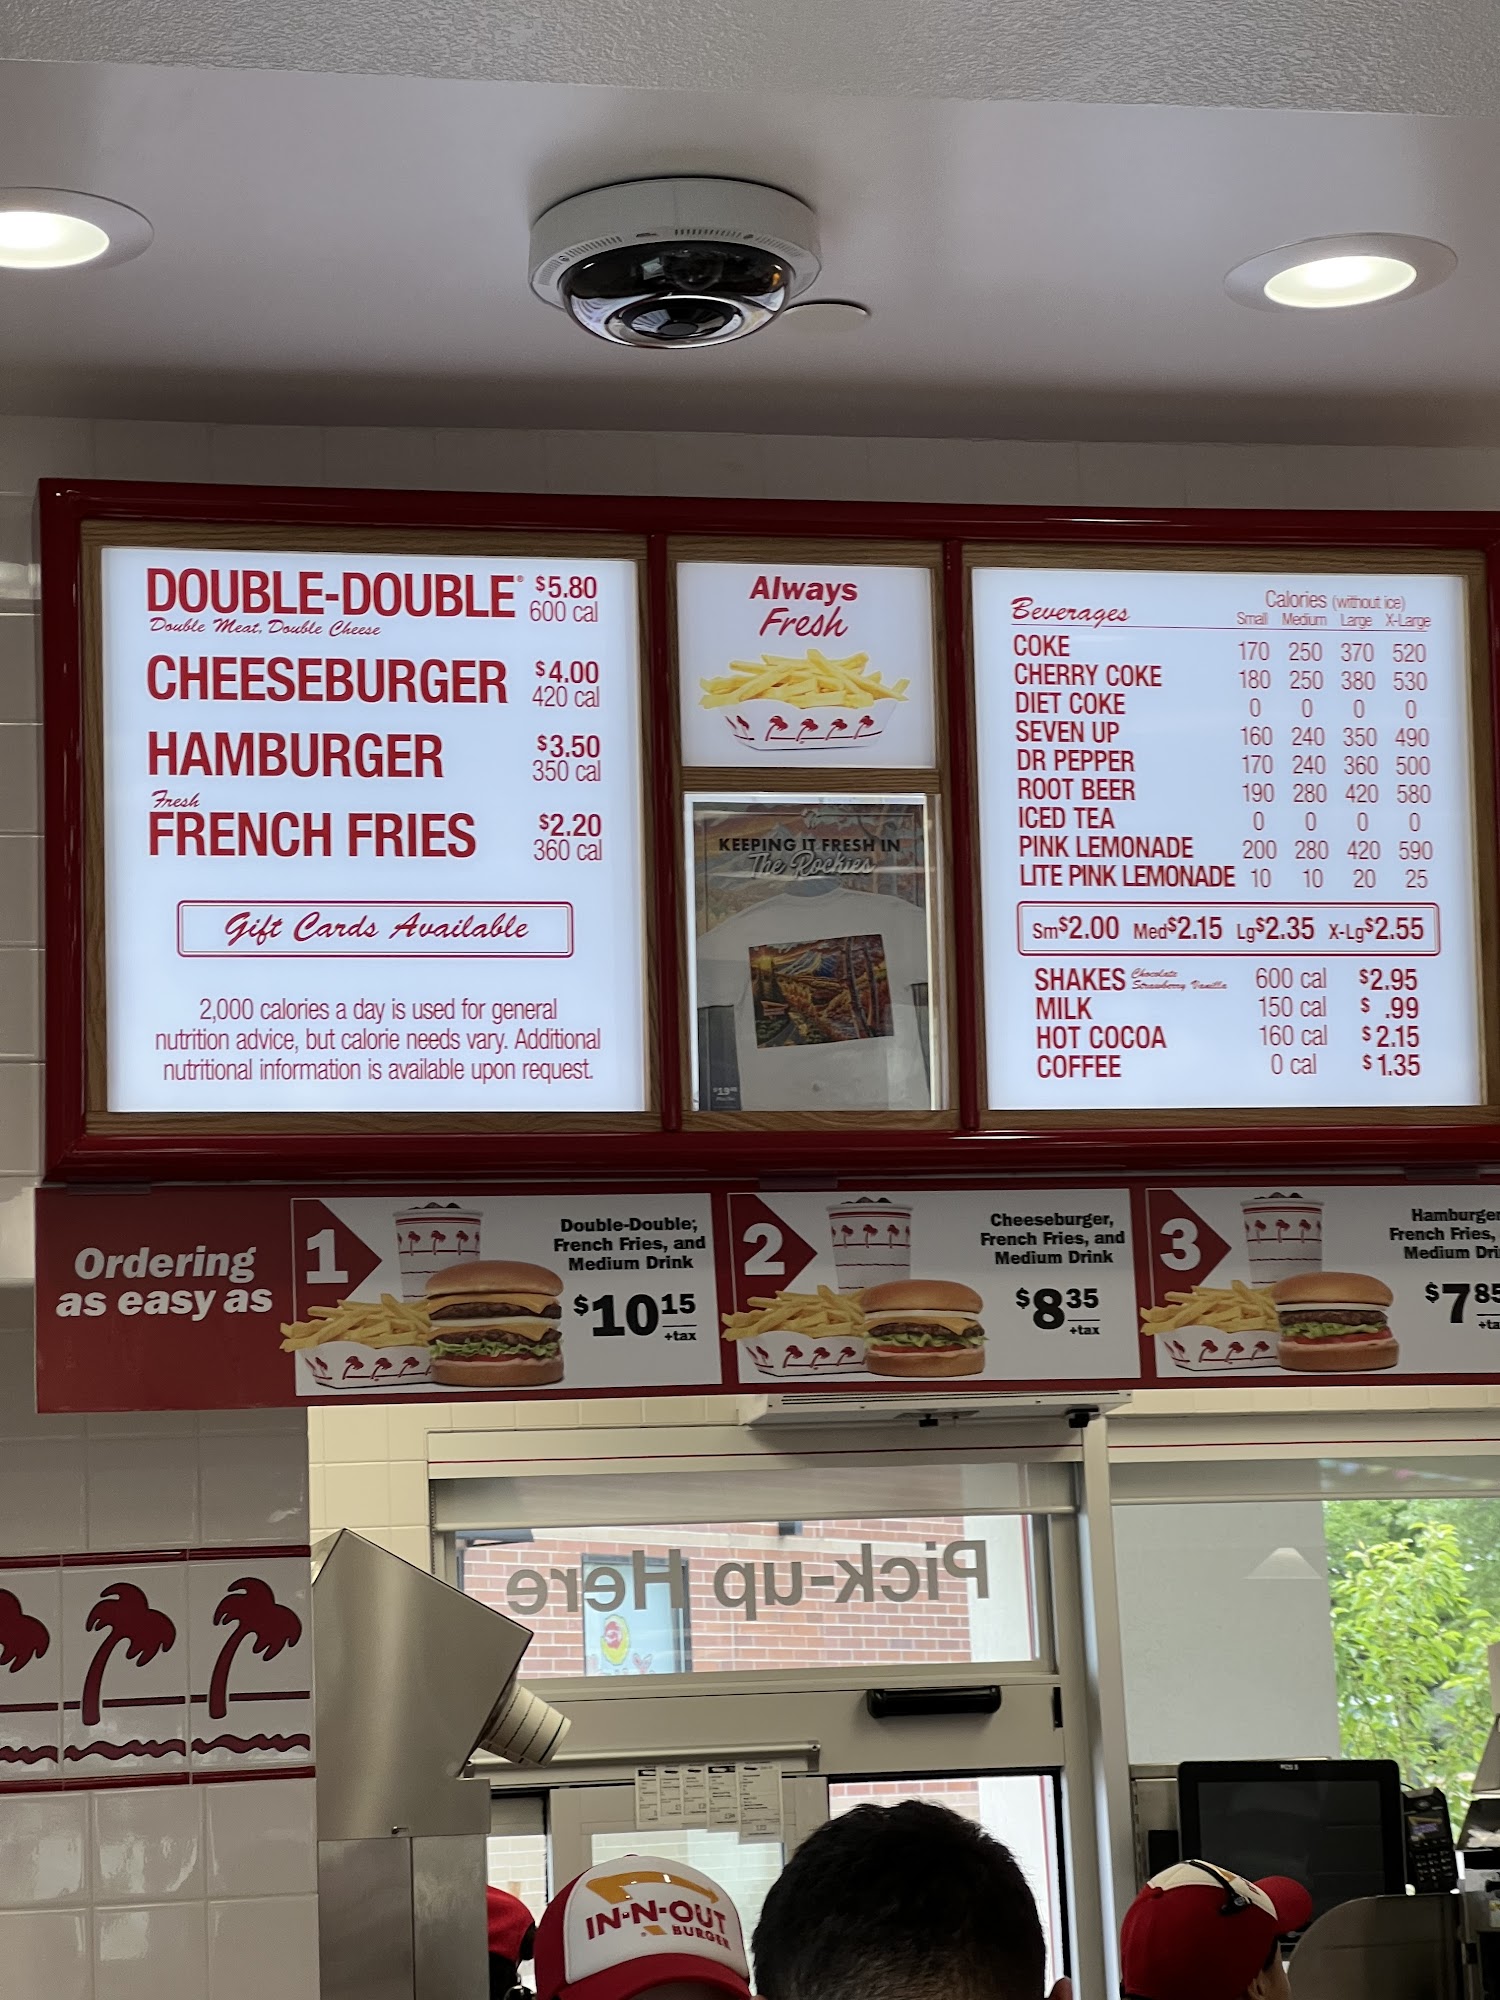 DOUBLE-DOUBLE® $5.80
Double Meat, Double Cheese 600 cal
CHEESEBURGER $4.00
420 cal
HAMBURGER $3.50
350 cal
Fresh
FRENCH FRIES $2.20
360 cal
Gift Cards Available
2,000 calories a day is used for general
nutrition advice, but calorie needs vary. Additional
nutritional information is available upon request.
Always
Fresh
KEEPING IT FRESH IN
The Rockies
Beverages Calories (without ice)
Small Medium Large X-Large
COKE 170 250 370 520
CHERRY COKE 180 250 380 530
DIET COKE 0 0 0 0
SEVEN UP 160 240 350 490
DR PEPPER 170 240 360 500
ROOT BEER 190 280 420 580
ICED TEA 0 0 0 0
PINK LEMONADE 200 280 420 590
LITE PINK LEMONADE 10 10 20 25
Sm $2.00 Med $2.15 Lg $2.35 X-Lg $2.55
SHAKES Chocolate Strawberry Vanilla 600 cal $2.95
MILK 150 cal $ .99
HOT COCOA 160 cal $2.15
COFFEE 0 cal $1.35
Ordering
as easy as
1
Double-Double,
French Fries, and
Medium Drink
$10 15
+tax
2
Cheeseburger,
French Fries, and
Medium Drink
$8 35
+tax
3
Hamburger
French Fries,
Medium Dri
$7 85
+ta
Pick-up Here
IN-N-OUT
BURGER